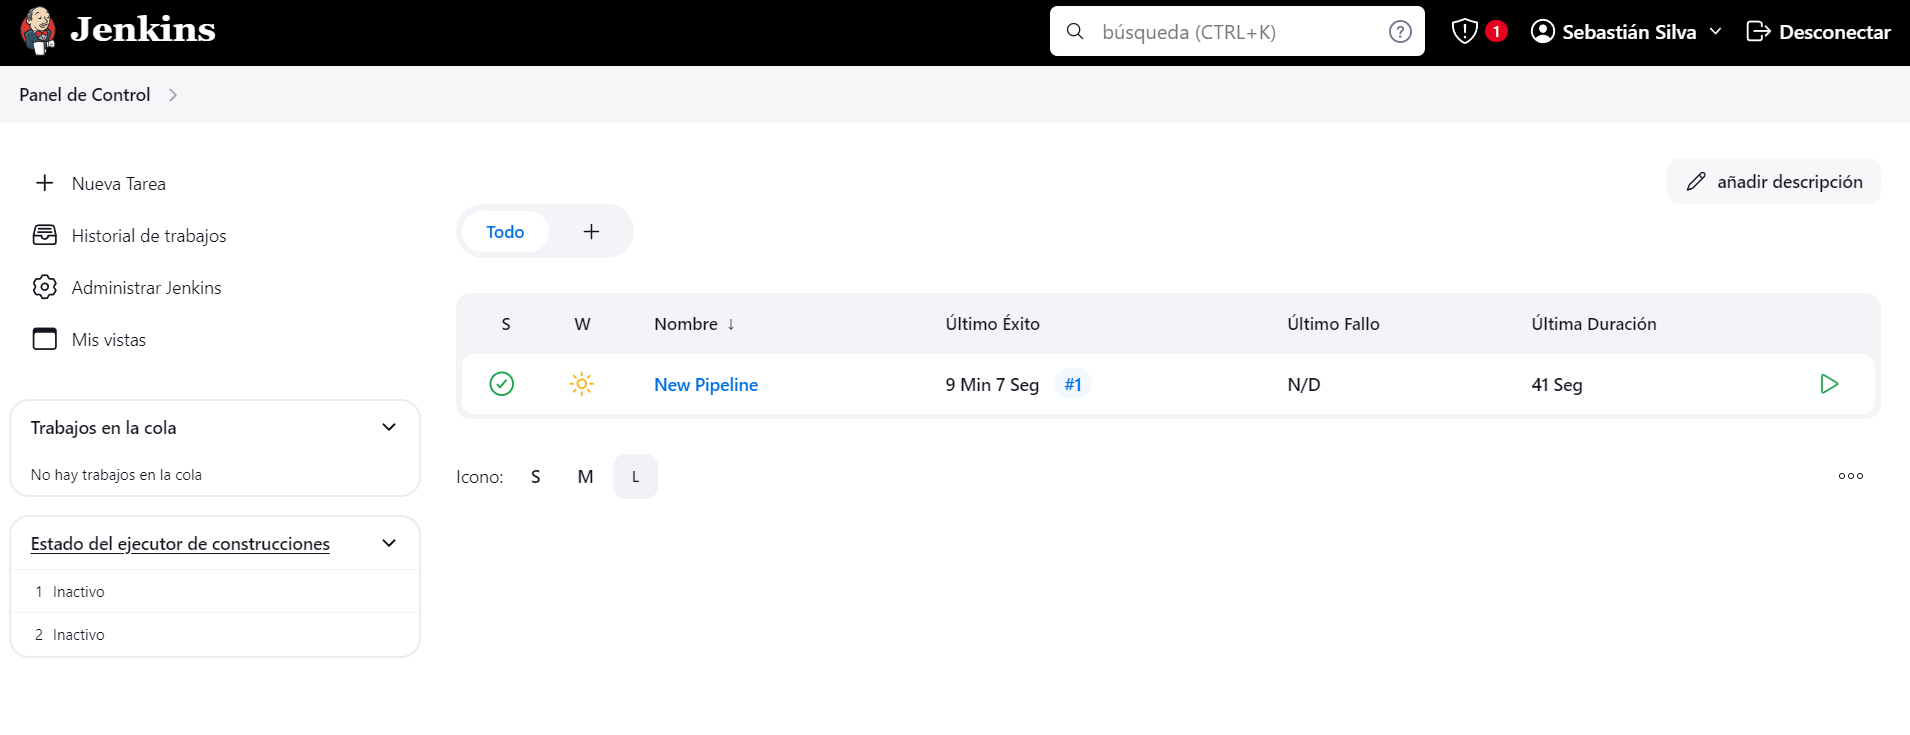 Jenkins
búsqueda (CTRL+K)
?
1
Sebastián Silva
Desconectar
Panel de Control
Nueva Tarea
Historial de trabajos
Administrar Jenkins
Mis vistas
añadir descripción
Todo
S W Nombre ↓ Último Éxito Último Fallo Última Duración
New Pipeline 9 Min 7 Seg #1 N/D 41 Seg
Icono: S M L
Trabajos en la cola
No hay trabajos en la cola
Estado del ejecutor de construcciones
1 Inactivo
2 Inactivo